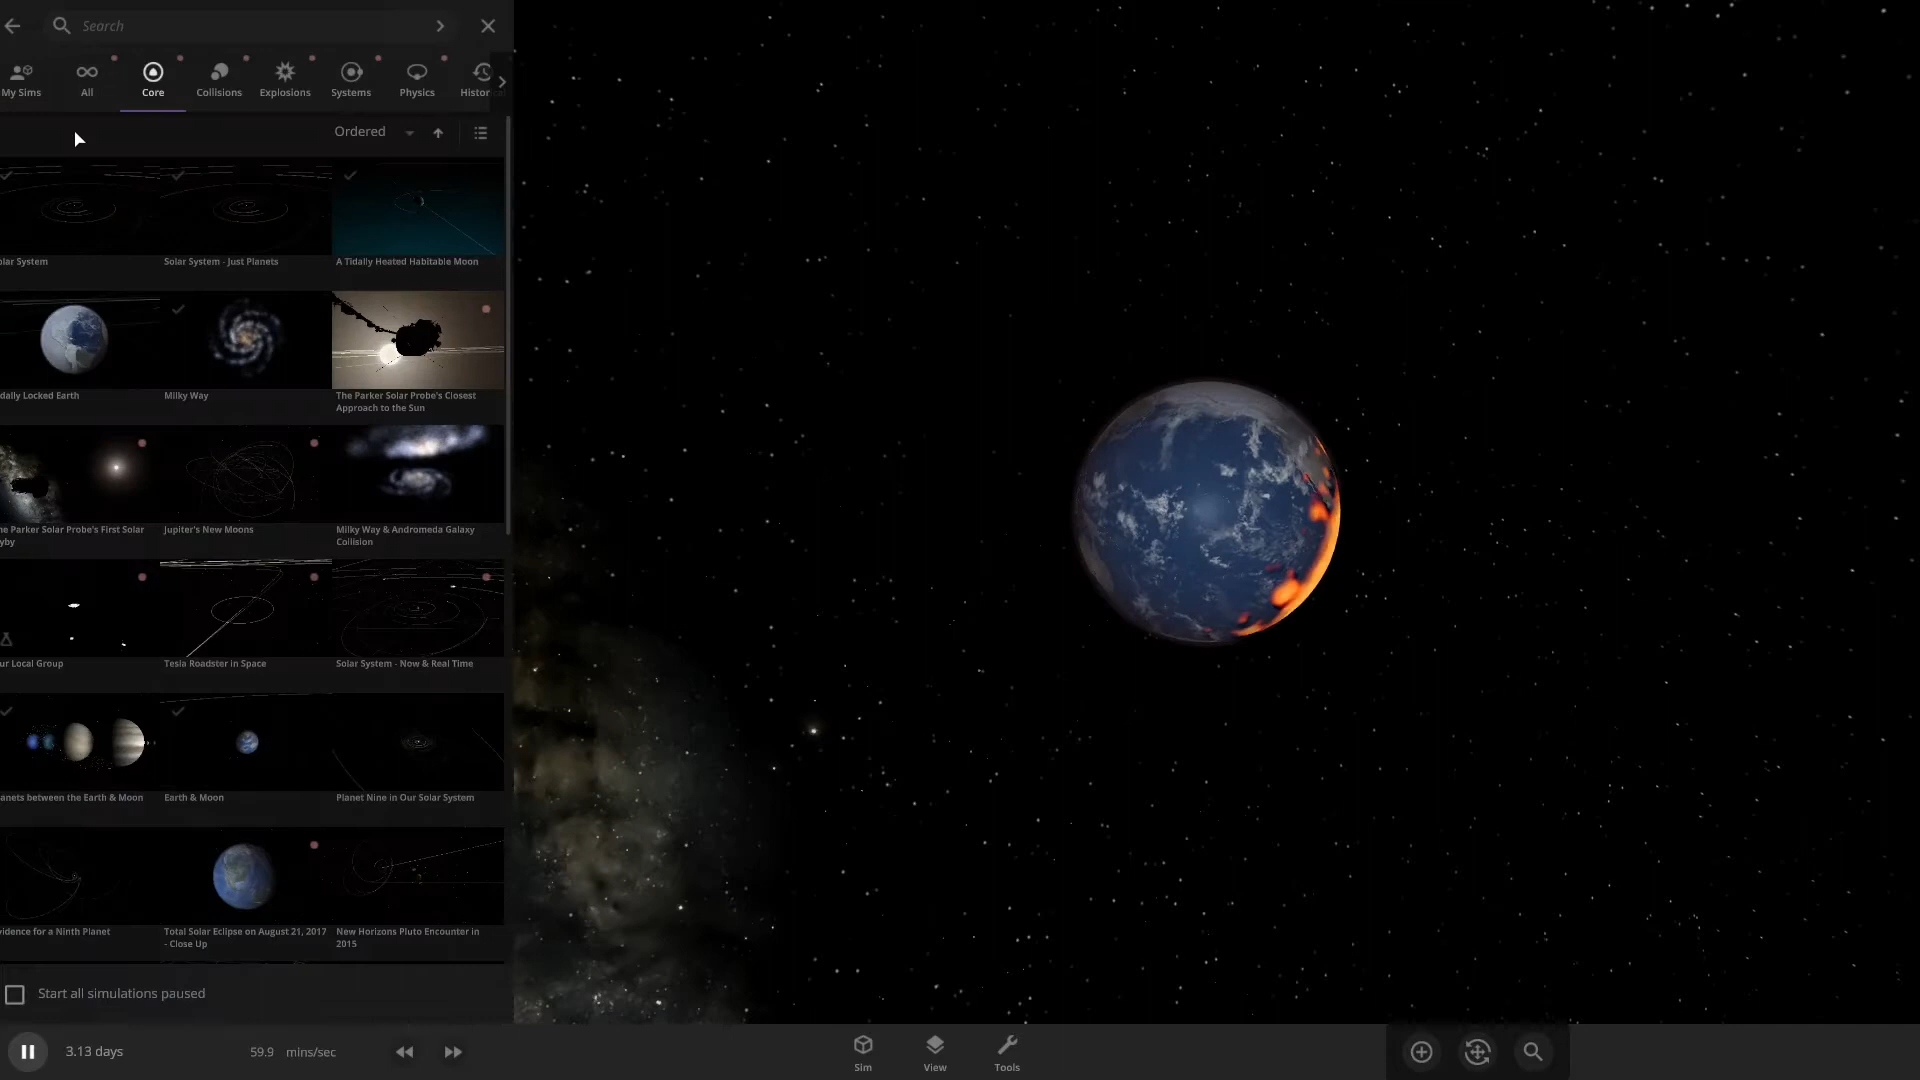 Search
My Sims
All
Core
Collisions
Explosions
Systems
Physics
Histor
Ordered
olar System
Solar System - Just Planets
A Tidally Heated Habitable Moon
dally Locked Earth
Milky Way
The Parker Solar Probe's Closest
Approach to the Sun
he Parker Solar Probe's First Solar
yby
Jupiter's New Moons
Milky Way & Andromeda Galaxy
Collision
ur Local Group
Tesla Roadster in Space
Solar System - Now & Real Time
anets between the Earth & Moon
Earth & Moon
Planet Nine in Our Solar System
vidence for a Ninth Planet
Total Solar Eclipse on August 21, 2017
- Close Up
New Horizons Pluto Encounter in
2015
Start all simulations paused
3.13 days
59.9 mins/sec
Sim
View
Tools